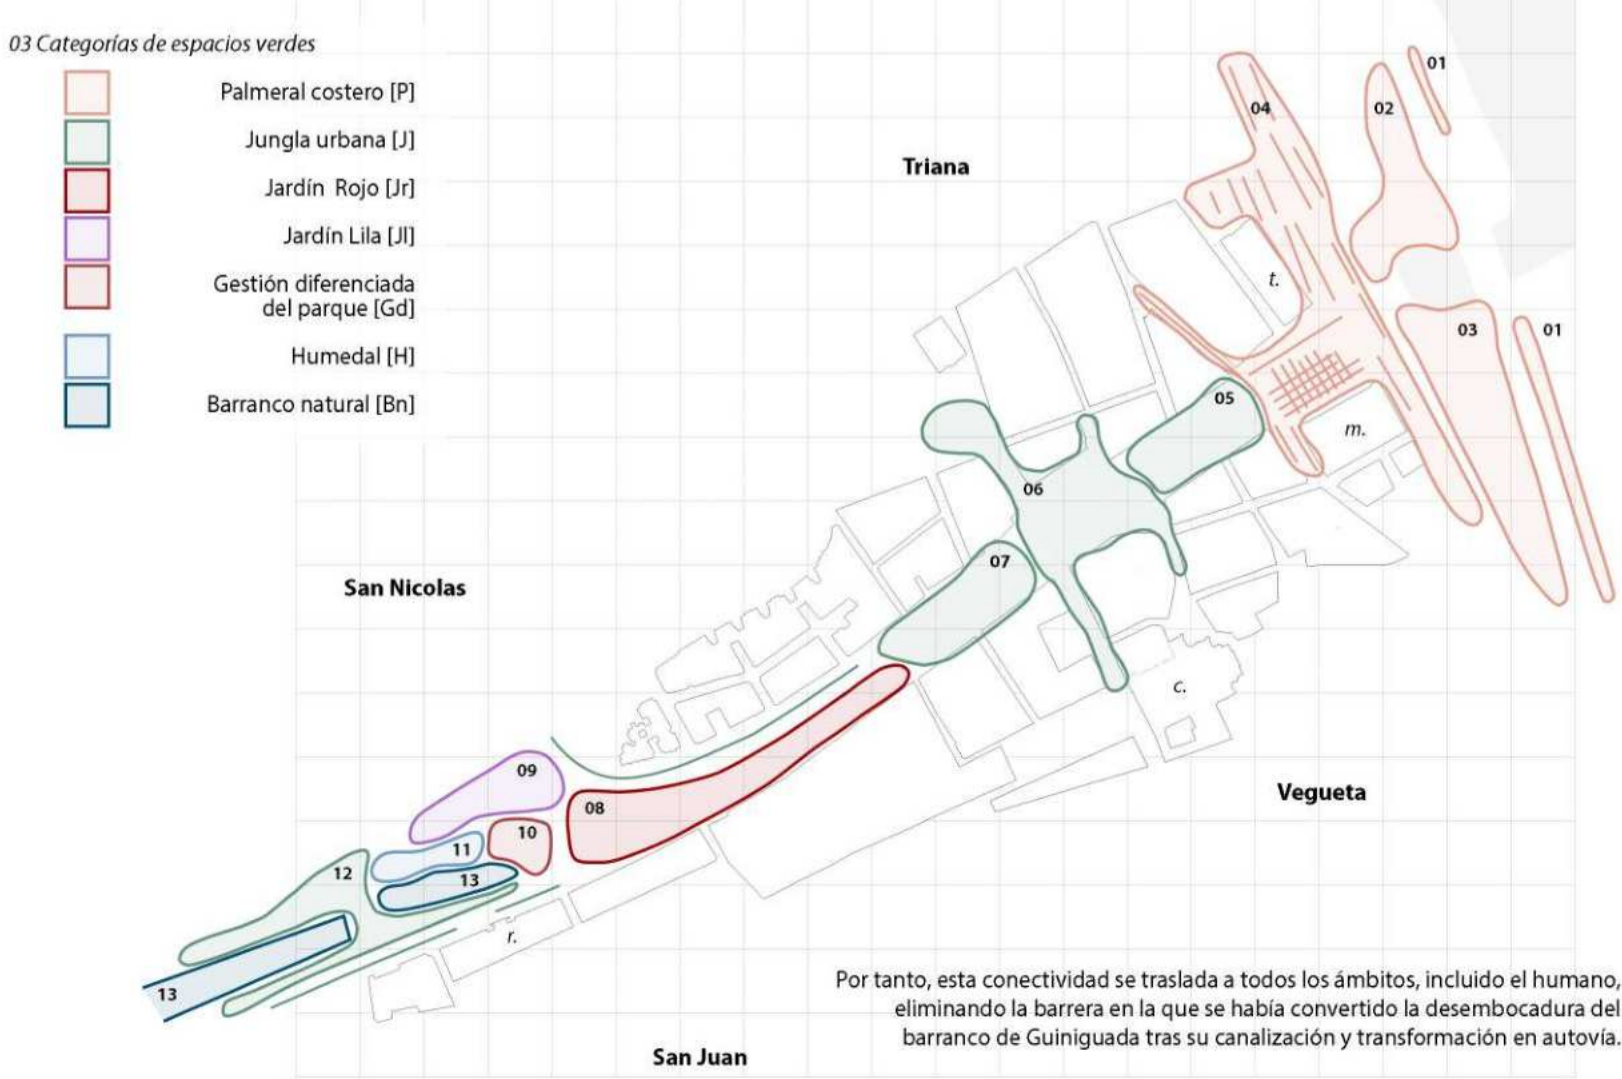 03 Categorías de espacios verdes
Palmeral costero [P]
Jungla urbana [J]
Jardín Rojo [Jr]
Jardín Lila [Jl]
Gestión diferenciada
del parque [Gd]
Humedal [H]
Barranco natural [Bn]
01
04
02
Triana
t.
03
01
05
m.
06
07
San Nicolas
c.
09
08
Vegueta
10
11
12
13
r.
13
Por tanto, esta conectividad se traslada a todos los ámbitos, incluido el humano,
eliminando la barrera en la que se había convertido la desembocadura del
barranco de Guiniguada tras su canalización y transformación en autovía.
San Juan